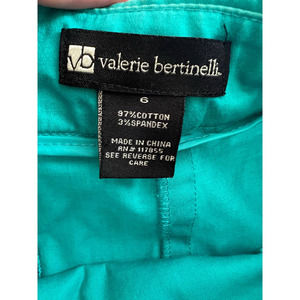 vb valerie bertinelli.
6
97%COTTON
3%SPANDEX
MADE IN CHINA
RN# 117855
SEE REVERSE FOR
CARE